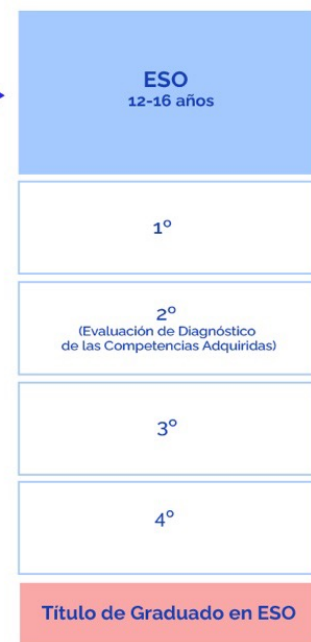 ESO
12-16 años
1º
2º
(Evaluación de Diagnóstico
de las Competencias Adquiridas)
3º
4º
Título de Graduado en ESO